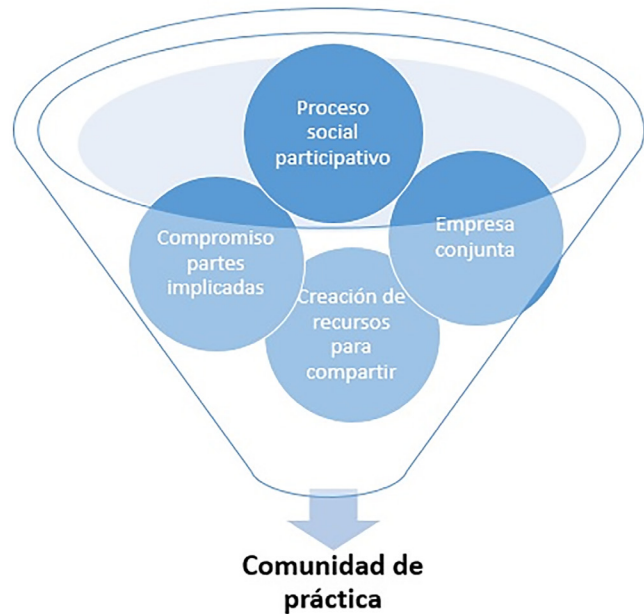 Proceso
social
participativo
Compromiso
partes
implicadas
Empresa
conjunta
Creación de
recursos
para
compartir
Comunidad de
práctica